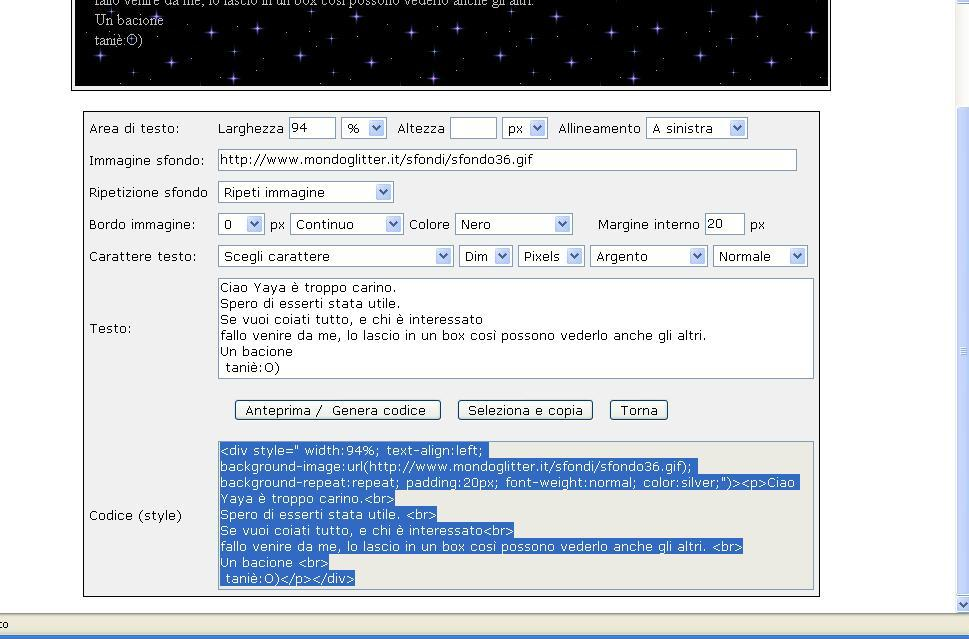 fallo venire da me, lo lascio in un box così possono vederlo anche gli altri.
Un bacione
taniè:O)
Area di testo: Larghezza 94 % Altezza px Allineamento A sinistra
Immagine sfondo: http://www.mondoglitter.it/sfondi/sfondo36.gif
Ripetizione sfondo Ripeti immagine
Bordo immagine: 0 px Continuo Colore Nero Margine interno 20 px
Carattere testo: Scegli carattere Dim Pixels Argento Normale
Testo:
Ciao Yaya è troppo carino.
Spero di esserti stata utile.
Se vuoi coiati tutto, e chi è interessato
fallo venire da me, lo lascio in un box così possono vederlo anche gli altri.
Un bacione
taniè:O)
Anteprima / Genera codice Seleziona e copia Torna
Codice (style)
<div style=" width:94%; text-align:left;
background-image:url(http://www.mondoglitter.it/sfondi/sfondo36.gif);
background-repeat:repeat; padding:20px; font-weight:normal; color:silver;")><p>Ciao
Yaya è troppo carino.<br>
Spero di esserti stata utile. <br>
Se vuoi coiati tutto, e chi è interessato<br>
fallo venire da me, lo lascio in un box così possono vederlo anche gli altri. <br>
Un bacione <br>
taniè:O)</p></div>
to